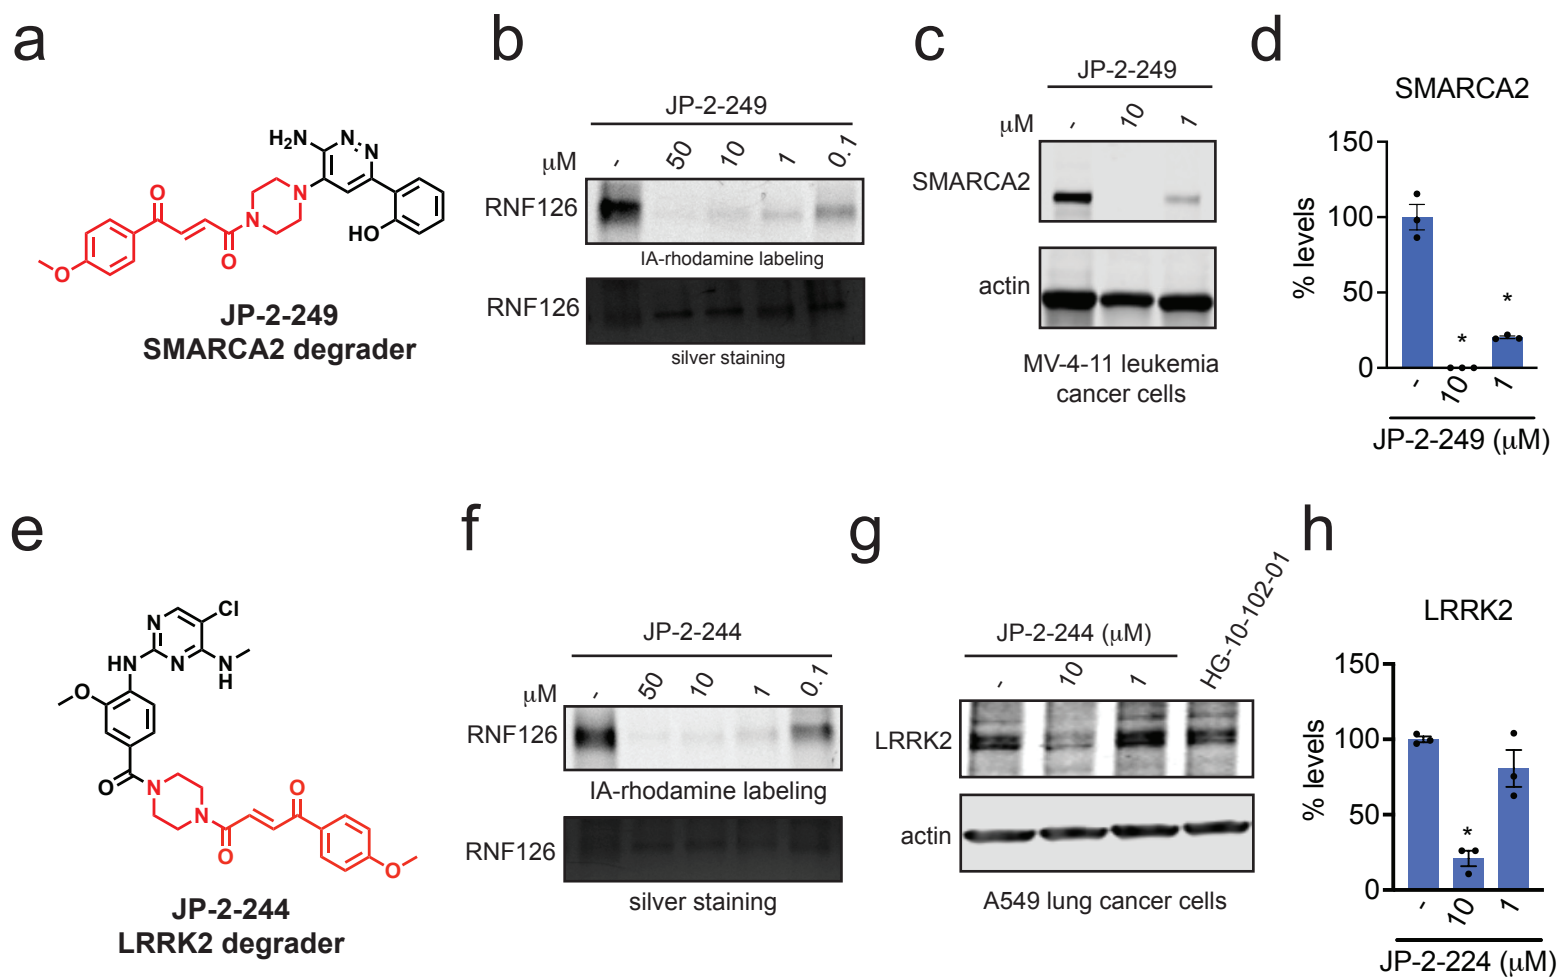 a
H2N
N
N
N
N
O
O
O
HO
JP-2-249
SMARCA2 degrader
b
JP-2-249
μM - 50 10 1 0.1
RNF126
IA-rhodamine labeling
RNF126
silver staining
c
JP-2-249
μM - 10 1
SMARCA2
actin
MV-4-11 leukemia
cancer cells
d
SMARCA2
% levels
150
100
50
0
*
*
- 10 1
JP-2-249 (μM)
e
N
Cl
HN
N
N
H
O
O
N
N
O
O
O
JP-2-244
LRRK2 degrader
f
JP-2-244
μM - 50 10 1 0.1
RNF126
IA-rhodamine labeling
RNF126
silver staining
g
JP-2-244 (μM)
- 10 1 HG-10-102-01
LRRK2
actin
A549 lung cancer cells
h
LRRK2
% levels
150
100
50
0
*
- 10 1
JP-2-224 (μM)